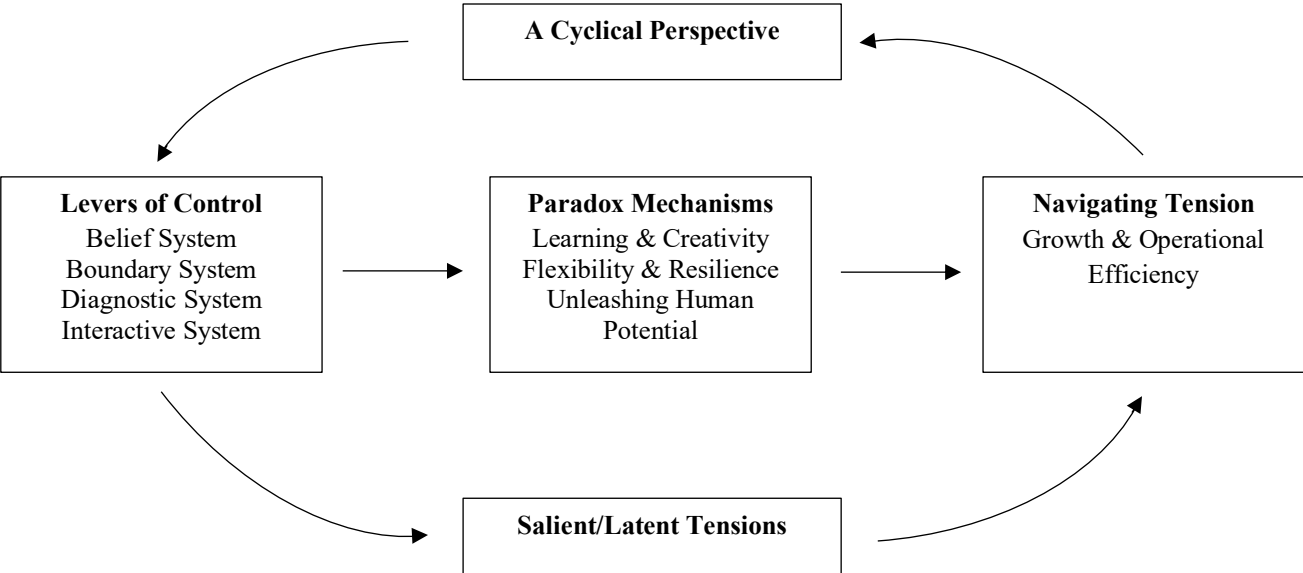 A Cyclical Perspective
Levers of Control
Belief System
Boundary System
Diagnostic System
Interactive System
Paradox Mechanisms
Learning & Creativity
Flexibility & Resilience
Unleashing Human
Potential
Navigating Tension
Growth & Operational
Efficiency
Salient/Latent Tensions